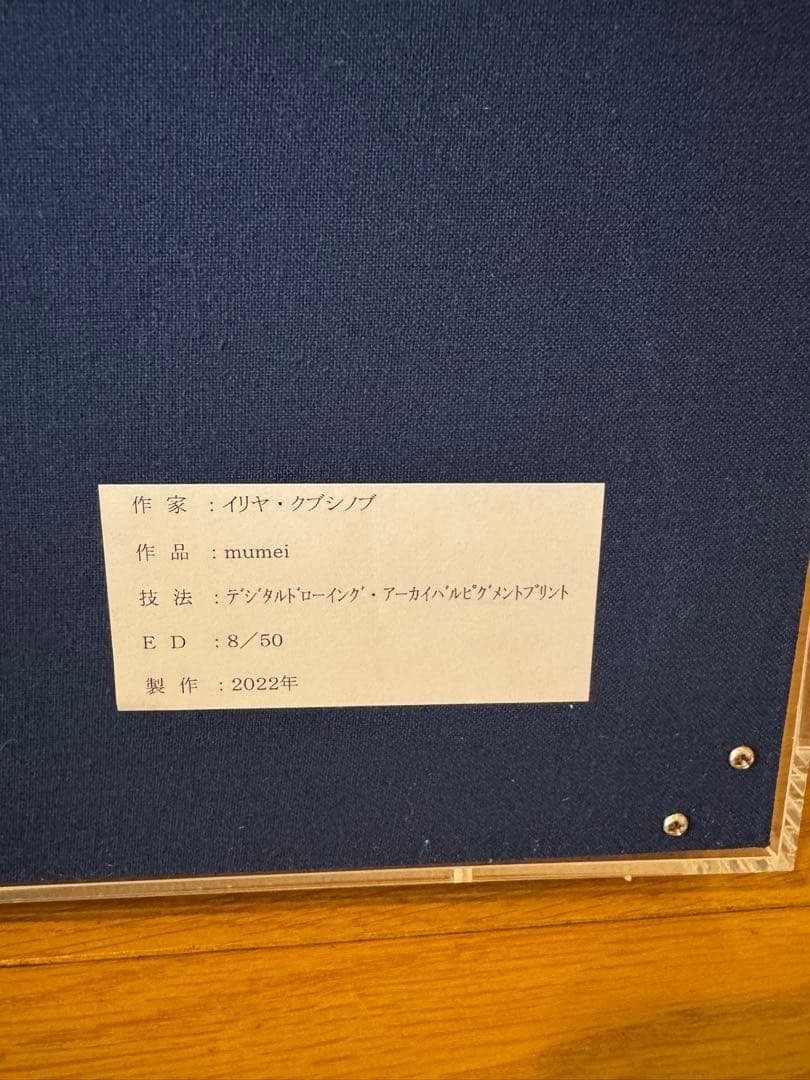 作 家 ：イリヤ・クブシノブ
作 品 ：mumei
技 法 ：ﾃﾞｼﾞﾀﾙﾄﾞﾛｰｲﾝｸﾞ・ｱｰｶｲﾊﾞﾙﾋﾟｸﾞﾒﾝﾄﾌﾟﾘﾝﾄ
Ｅ Ｄ ：8／50
製 作 ：2022年